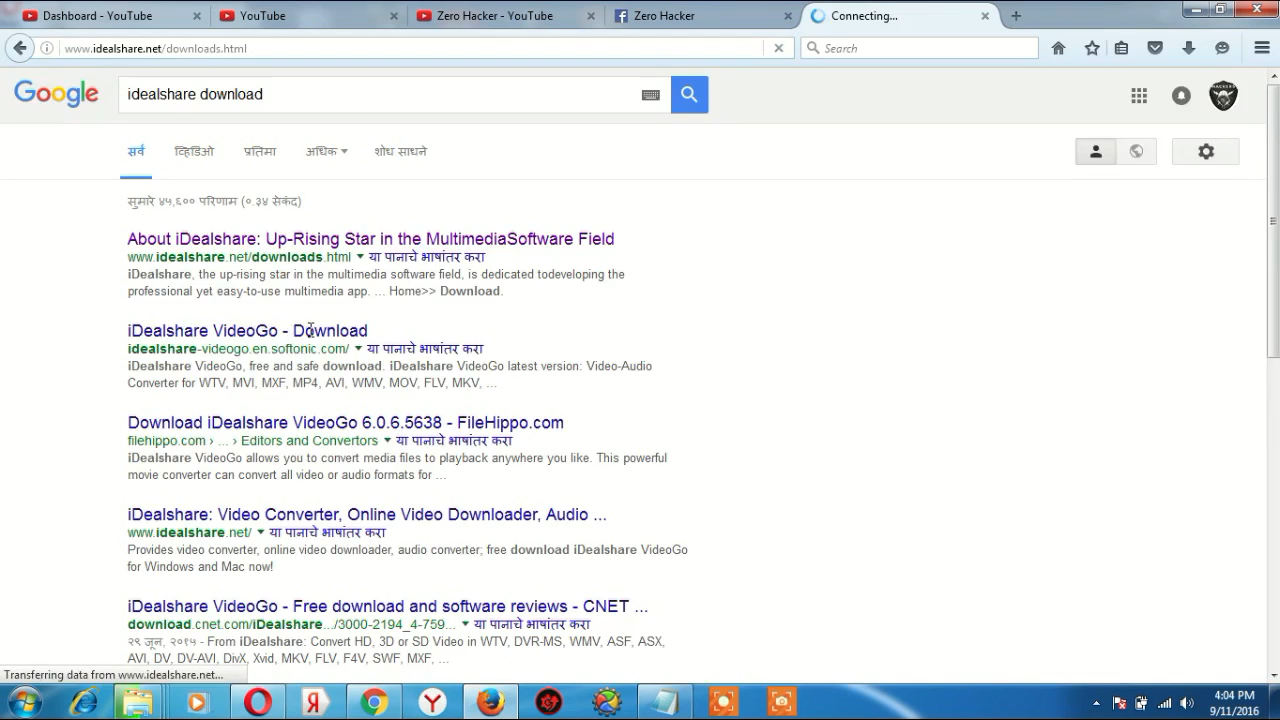 Dashboard - YouTube
YouTube
Zero Hacker - YouTube
Zero Hacker
Connecting...
www.idealshare.net/downloads.html
Search
Google
idealshare download
सर्व व्हिडिओ प्रतिमा अधिक शोध साधने
सुमारे ४५,६०० परिणाम (०.३४ सेकंद)
About iDealshare: Up-Rising Star in the MultimediaSoftware Field
www.idealshare.net/downloads.html या पानाचे भाषांतर करा
iDealshare, the up-rising star in the multimedia software field, is dedicated todeveloping the
professional yet easy-to-use multimedia app. ... Home>> Download.
iDealshare VideoGo - Download
idealshare-videogo.en.softonic.com/ या पानाचे भाषांतर करा
iDealshare VideoGo, free and safe download. iDealshare VideoGo latest version: Video-Audio
Converter for WTV, MVI, MXF, MP4, AVI, WMV, MOV, FLV, MKV, ...
Download iDealshare VideoGo 6.0.6.5638 - FileHippo.com
filehippo.com › ... › Editors and Convertors या पानाचे भाषांतर करा
iDealshare VideoGo allows you to convert media files to playback anywhere you like. This powerful
movie converter can convert all video or audio formats for ...
iDealshare: Video Converter, Online Video Downloader, Audio ...
www.idealshare.net/ या पानाचे भाषांतर करा
Provides video converter, online video downloader, audio converter; free download iDealshare VideoGo
for Windows and Mac now!
iDealshare VideoGo - Free download and software reviews - CNET ...
download.cnet.com/iDealshare.../3000-2194_4-759... या पानाचे भाषांतर करा
२९ जून, २०१५ - From iDealshare: Convert HD, 3D or SD Video in WTV, DVR-MS, WMV, ASF, ASX,
AVI, DV, DV-AVI, DivX, Xvid, MKV, FLV, F4V, SWF, MXF, ...
Transferring data from www.idealshare.net...
4:04 PM
9/11/2016